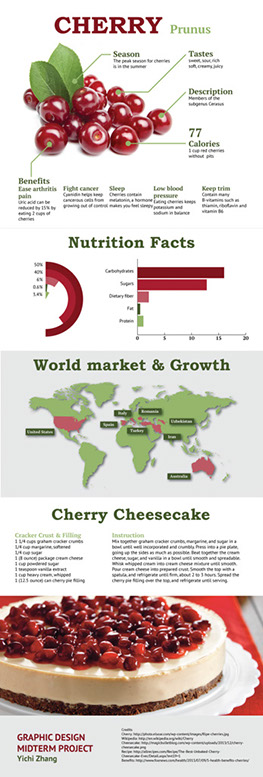 CHERRY Prunus
Season
The peak season for cherries
is in the summer
Tastes
sweet, sour, rich
soft, creamy, juicy
Description
Members of the
subgenus Cerasus
77
Calories
1 cup red cherries
without pits
Benefits
Ease arthritis
pain
Uric acid can be
reduced by 15% by
eating 2 cups of
cherries
Fight cancer
Cyanidin helps keep
cancerous cells from
growing out of control
Sleep
Cherries contain
melatonin, a hormone
makes you feel sleepy
Low blood
pressure
Eating cherries keeps
potassium and
sodium in balance
Keep trim
Contain many
B-vitamins such as
thiamin, riboflavin and
vitamin B6
Nutrition Facts
50%
40%
6%
0.6%
3.4%
Carbohydrates
Sugars
Dietary fiber
Fat
Protein
0
5
10
15
20
World market & Growth
United States
Spain
Italy
Romania
Turkey
Uzbekistan
Iran
Australia
Cherry Cheesecake
Cracker Crust & Filling
1 1/4 cups graham cracker crumbs
1/4 cup margarine, softened
1/4 cup sugar
1 (8 ounce) package cream cheese
1 cup powdered sugar
1 teaspoon vanilla extract
1 cup heavy cream, whipped
1 (12.5 ounce) can cherry pie filling
Instruction
Mix together graham cracker crumbs, margarine, and sugar in a
bowl until well incorporated and crumbly. Press into a pie plate,
going up the sides as much as possible. Beat together the cream
cheese, sugar, and vanilla in a bowl until smooth and spreadable.
While whipped cream into cream cheese mixture until smooth.
Pour cream cheese into prepared crust. Smooth the top with a
spatula, and refrigerate until firm, about 2 to 3 hours. Spread the
cherry pie filling over the top, and refrigerate until serving.
GRAPHIC DESIGN
MIDTERM PROJECT
Yichi Zhang
Credits
Wikipedia: http://en.wikipedia.org/wiki/Cherry